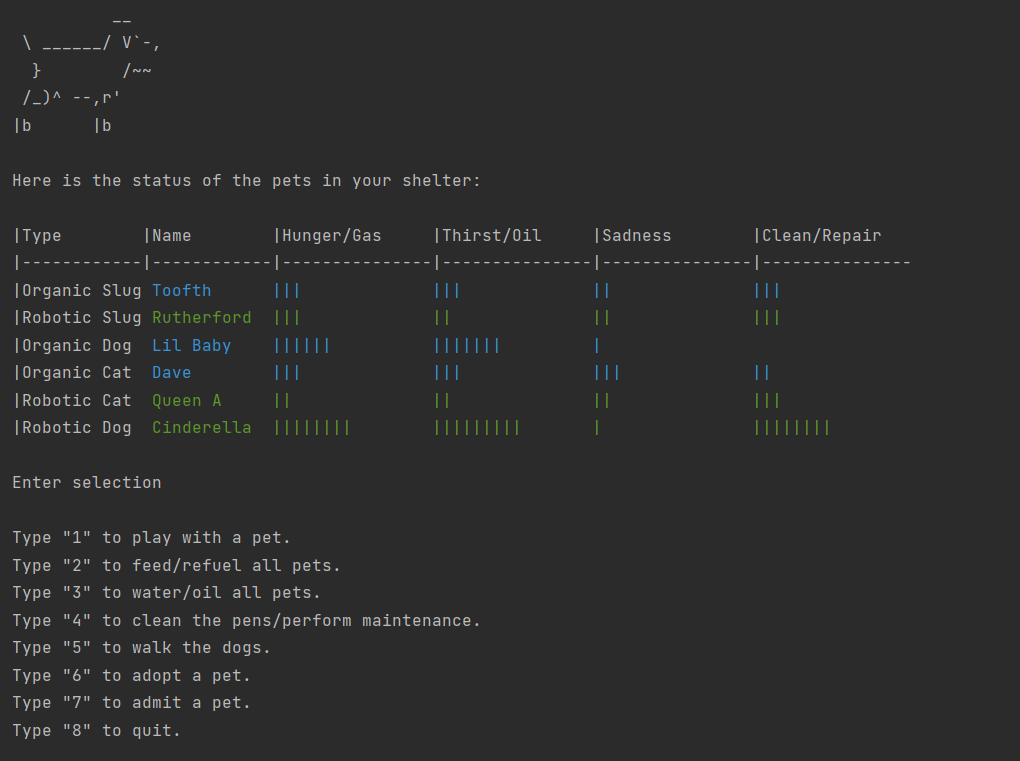 __
 \ ______/ V`-,
  }        /~~
 /_)^ --,r'
|b      |b

Here is the status of the pets in your shelter:

|Type        |Name        |Hunger/Gas     |Thirst/Oil     |Sadness        |Clean/Repair
|------------|------------|---------------|---------------|---------------|---------------
|Organic Slug Toofth      |||             |||             ||              |||
|Robotic Slug Rutherford  |||             ||              ||              |||
|Organic Dog  Lil Baby    ||||||          |||||||         |
|Organic Cat  Dave        |||             |||             |||             ||
|Robotic Cat  Queen A     ||              ||              ||              |||
|Robotic Dog  Cinderella  ||||||||        |||||||||       |               ||||||||

Enter selection

Type "1" to play with a pet.
Type "2" to feed/refuel all pets.
Type "3" to water/oil all pets.
Type "4" to clean the pens/perform maintenance.
Type "5" to walk the dogs.
Type "6" to adopt a pet.
Type "7" to admit a pet.
Type "8" to quit.